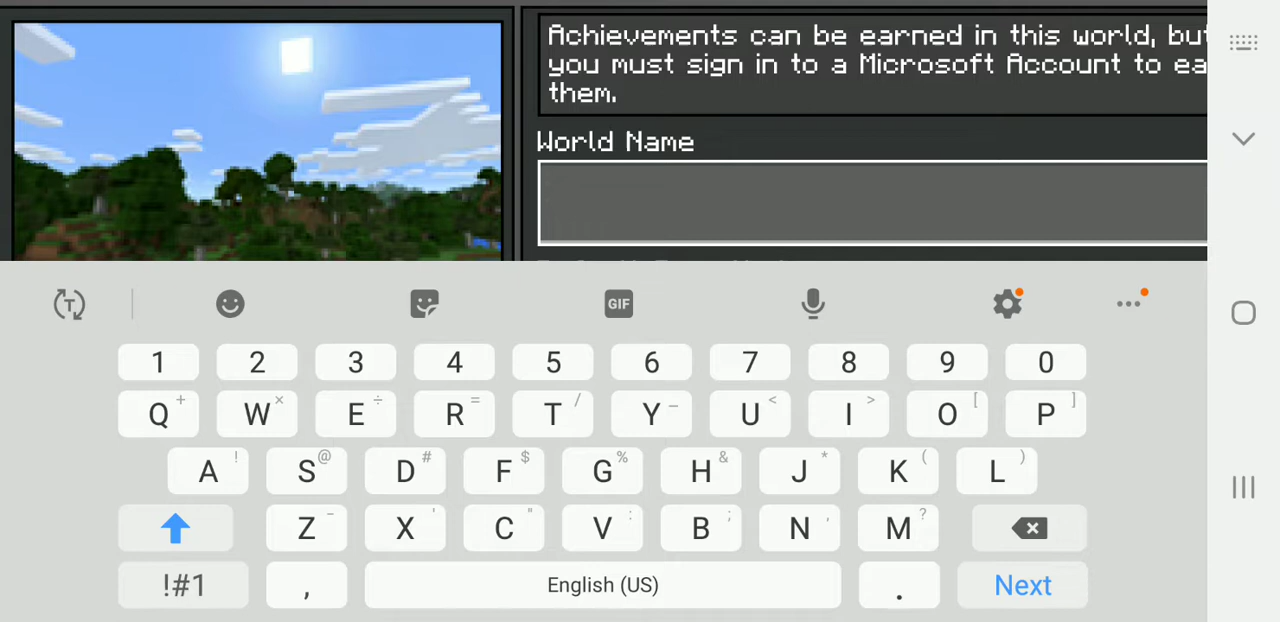 Achievements can be earned in this world, but
you must sign in to a Microsoft Account to ea
them.
World Name
GIF
1 2 3 4 5 6 7 8 9 0
Q + W × E ÷ R = T / Y _ U < I > O [ P ]
A ! S @ D # F $ G % H & J * K ( L )
Z - X ' C " V : B ; N , M ?
!#1 , English (US) . Next